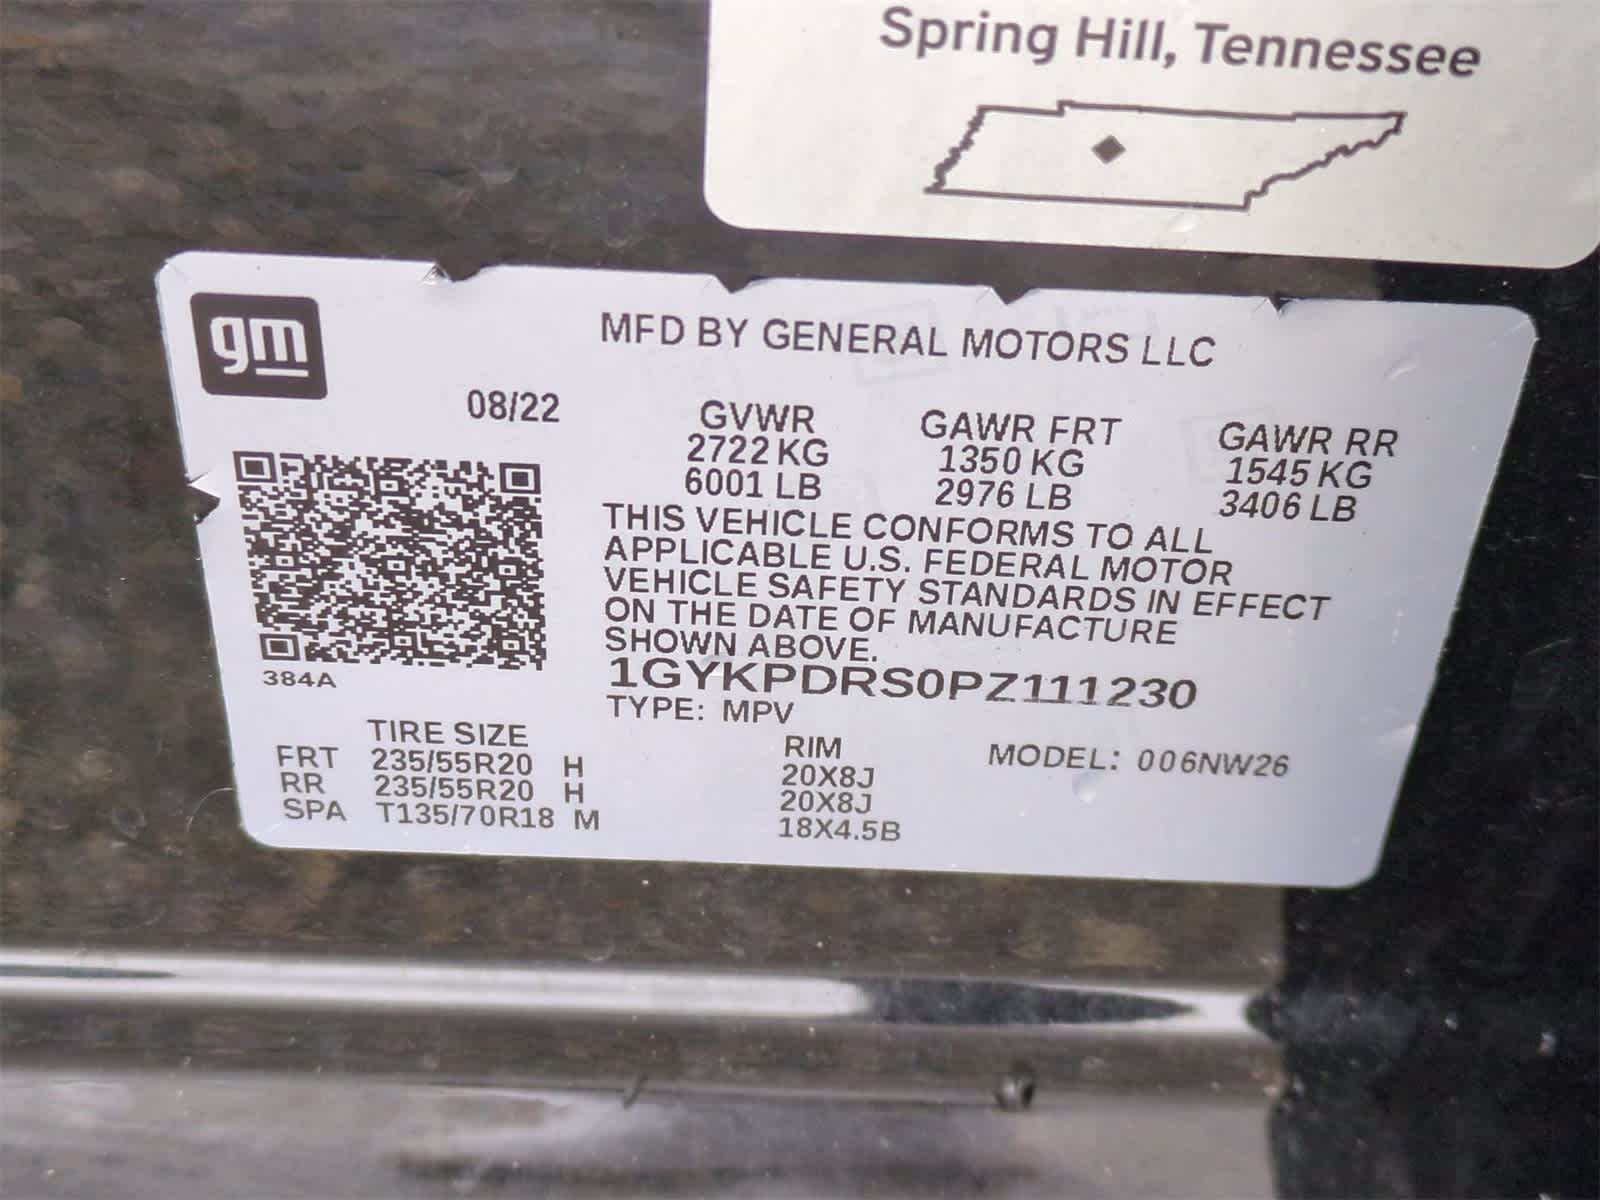 Spring Hill, Tennessee
gm
MFD BY GENERAL MOTORS LLC
08/22
GVWR GAWR FRT GAWR RR
2722 KG 1350 KG 1545 KG
6001 LB 2976 LB 3406 LB
THIS VEHICLE CONFORMS TO ALL
APPLICABLE U.S. FEDERAL MOTOR
VEHICLE SAFETY STANDARDS IN EFFECT
ON THE DATE OF MANUFACTURE
SHOWN ABOVE.
384A
1GYKPDRS0PZ111230
TYPE: MPV
TIRE SIZE RIM MODEL: 006NW26
FRT 235/55R20 H 20X8J
RR 235/55R20 H 20X8J
SPA T135/70R18 M 18X4.5B